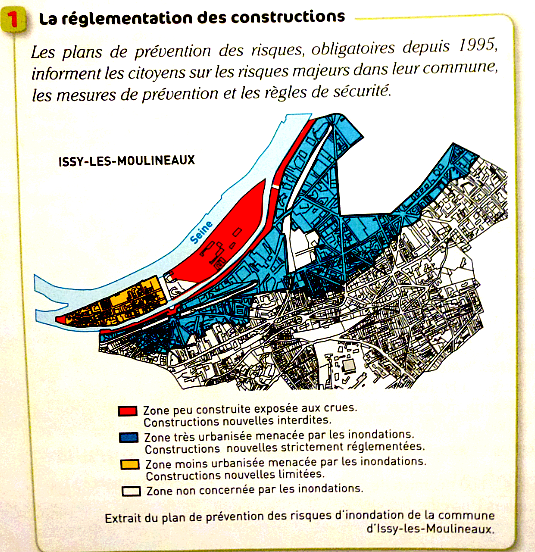 1 La réglementation des constructions
Les plans de prévention des risques, obligatoires depuis 1995,
informent les citoyens sur les risques majeurs dans leur commune,
les mesures de prévention et les règles de sécurité.
ISSY-LES-MOULINEAUX
Seine
Zone peu construite exposée aux crues.
Constructions nouvelles interdites.
Zone très urbanisée menacée par les inondations.
Constructions nouvelles strictement réglementées.
Zone moins urbanisée menacée par les inondations.
Constructions nouvelles limitées.
Zone non concernée par les inondations.
Extrait du plan de prévention des risques d'inondation de la commune
d'Issy-les-Moulineaux.